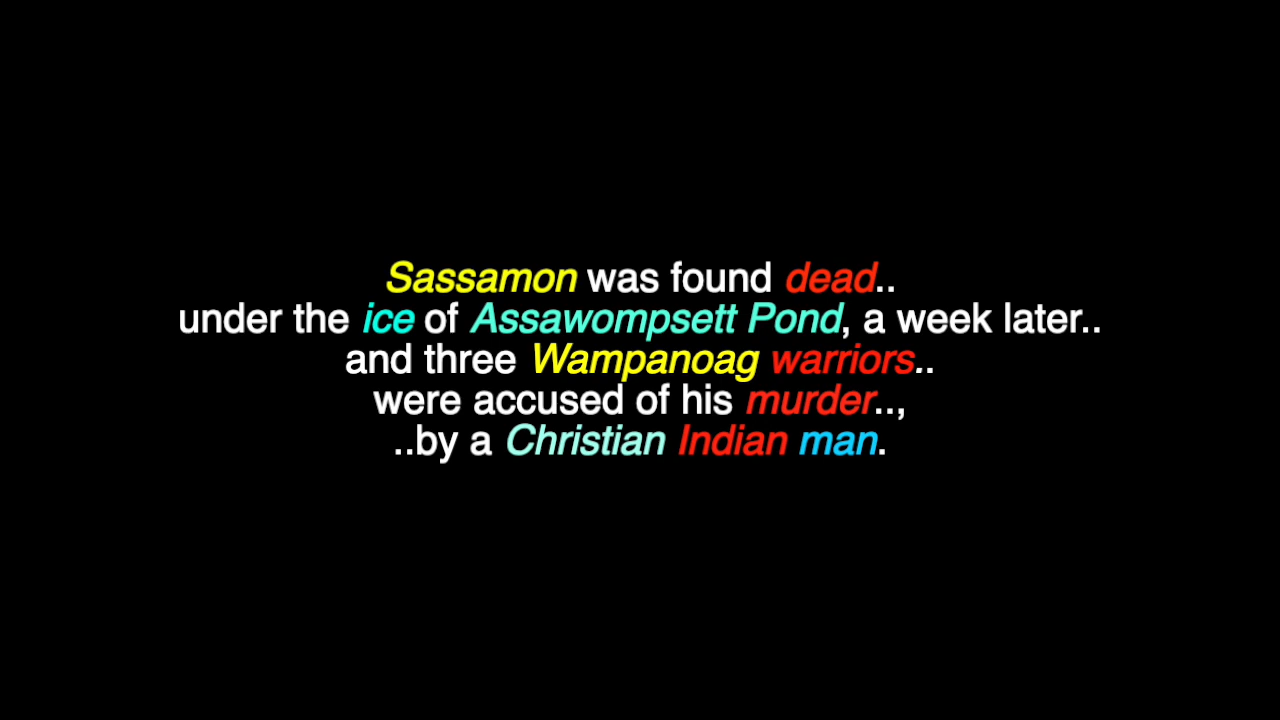 Sassamon was found dead..
under the ice of Assawompsett Pond, a week later..
and three Wampanoag warriors..
were accused of his murder..,
..by a Christian Indian man.